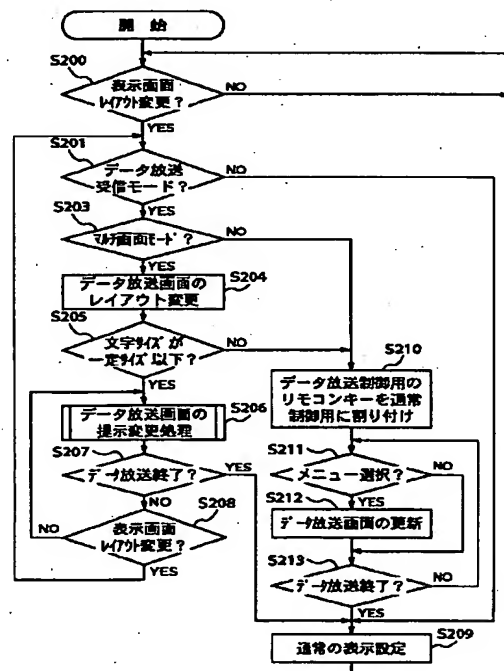 開始
S200
表示画面
レイアウト変更?
NO
YES
S201
データ放送
受信モード?
NO
YES
S203
マルチ画面モード?
NO
YES
データ放送画面の
レイアウト変更
S204
S205
文字サイズが
一定サイズ以下?
NO
YES
データ放送画面の
提示変更処理
S206
S207
データ放送終了?
YES
NO
S208
表示画面
レイアウト変更?
NO
YES
S210
データ放送制御用の
リモコンキーを通常
制御用に割り付け
S211
メニュー選択?
NO
YES
S212
データ放送画面の更新
S213
データ放送終了?
NO
YES
S209
通常の表示設定